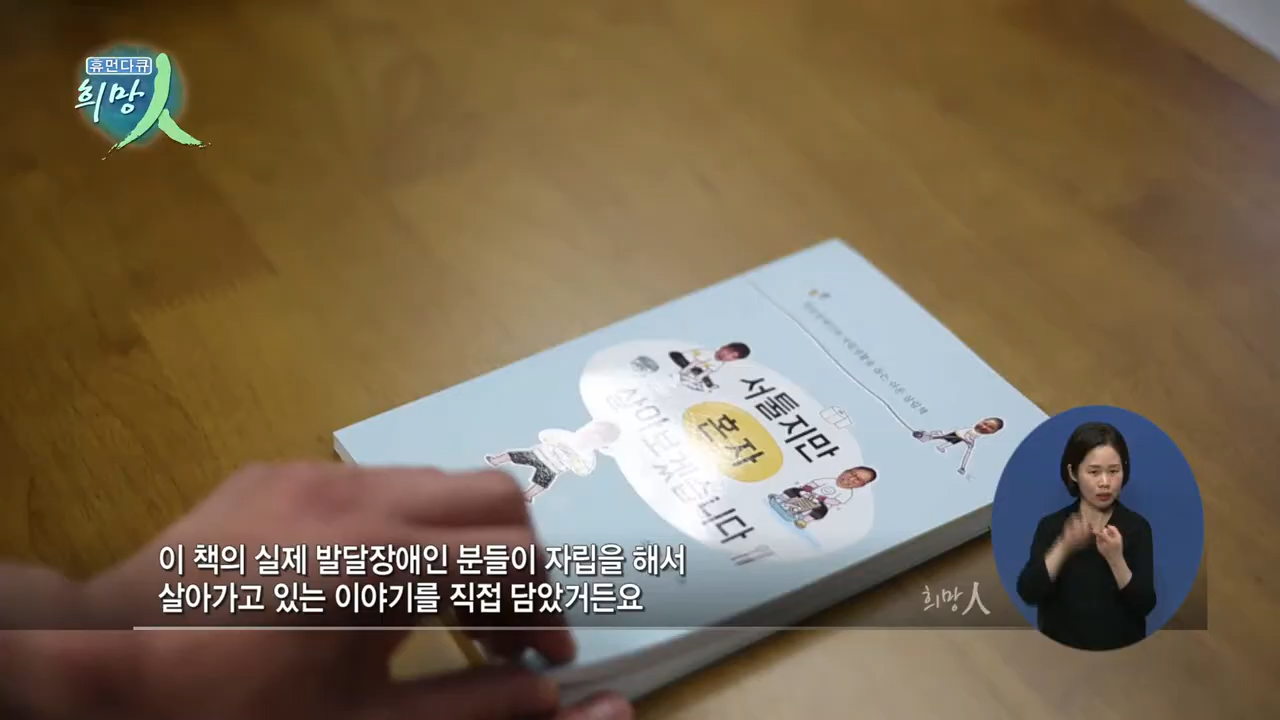 휴먼다큐
희망人
서툴지만
혼자
살아보겠습니다
이 책의 실제 발달장애인 분들이 자립을 해서
살아가고 있는 이야기를 직접 담았거든요
희망人